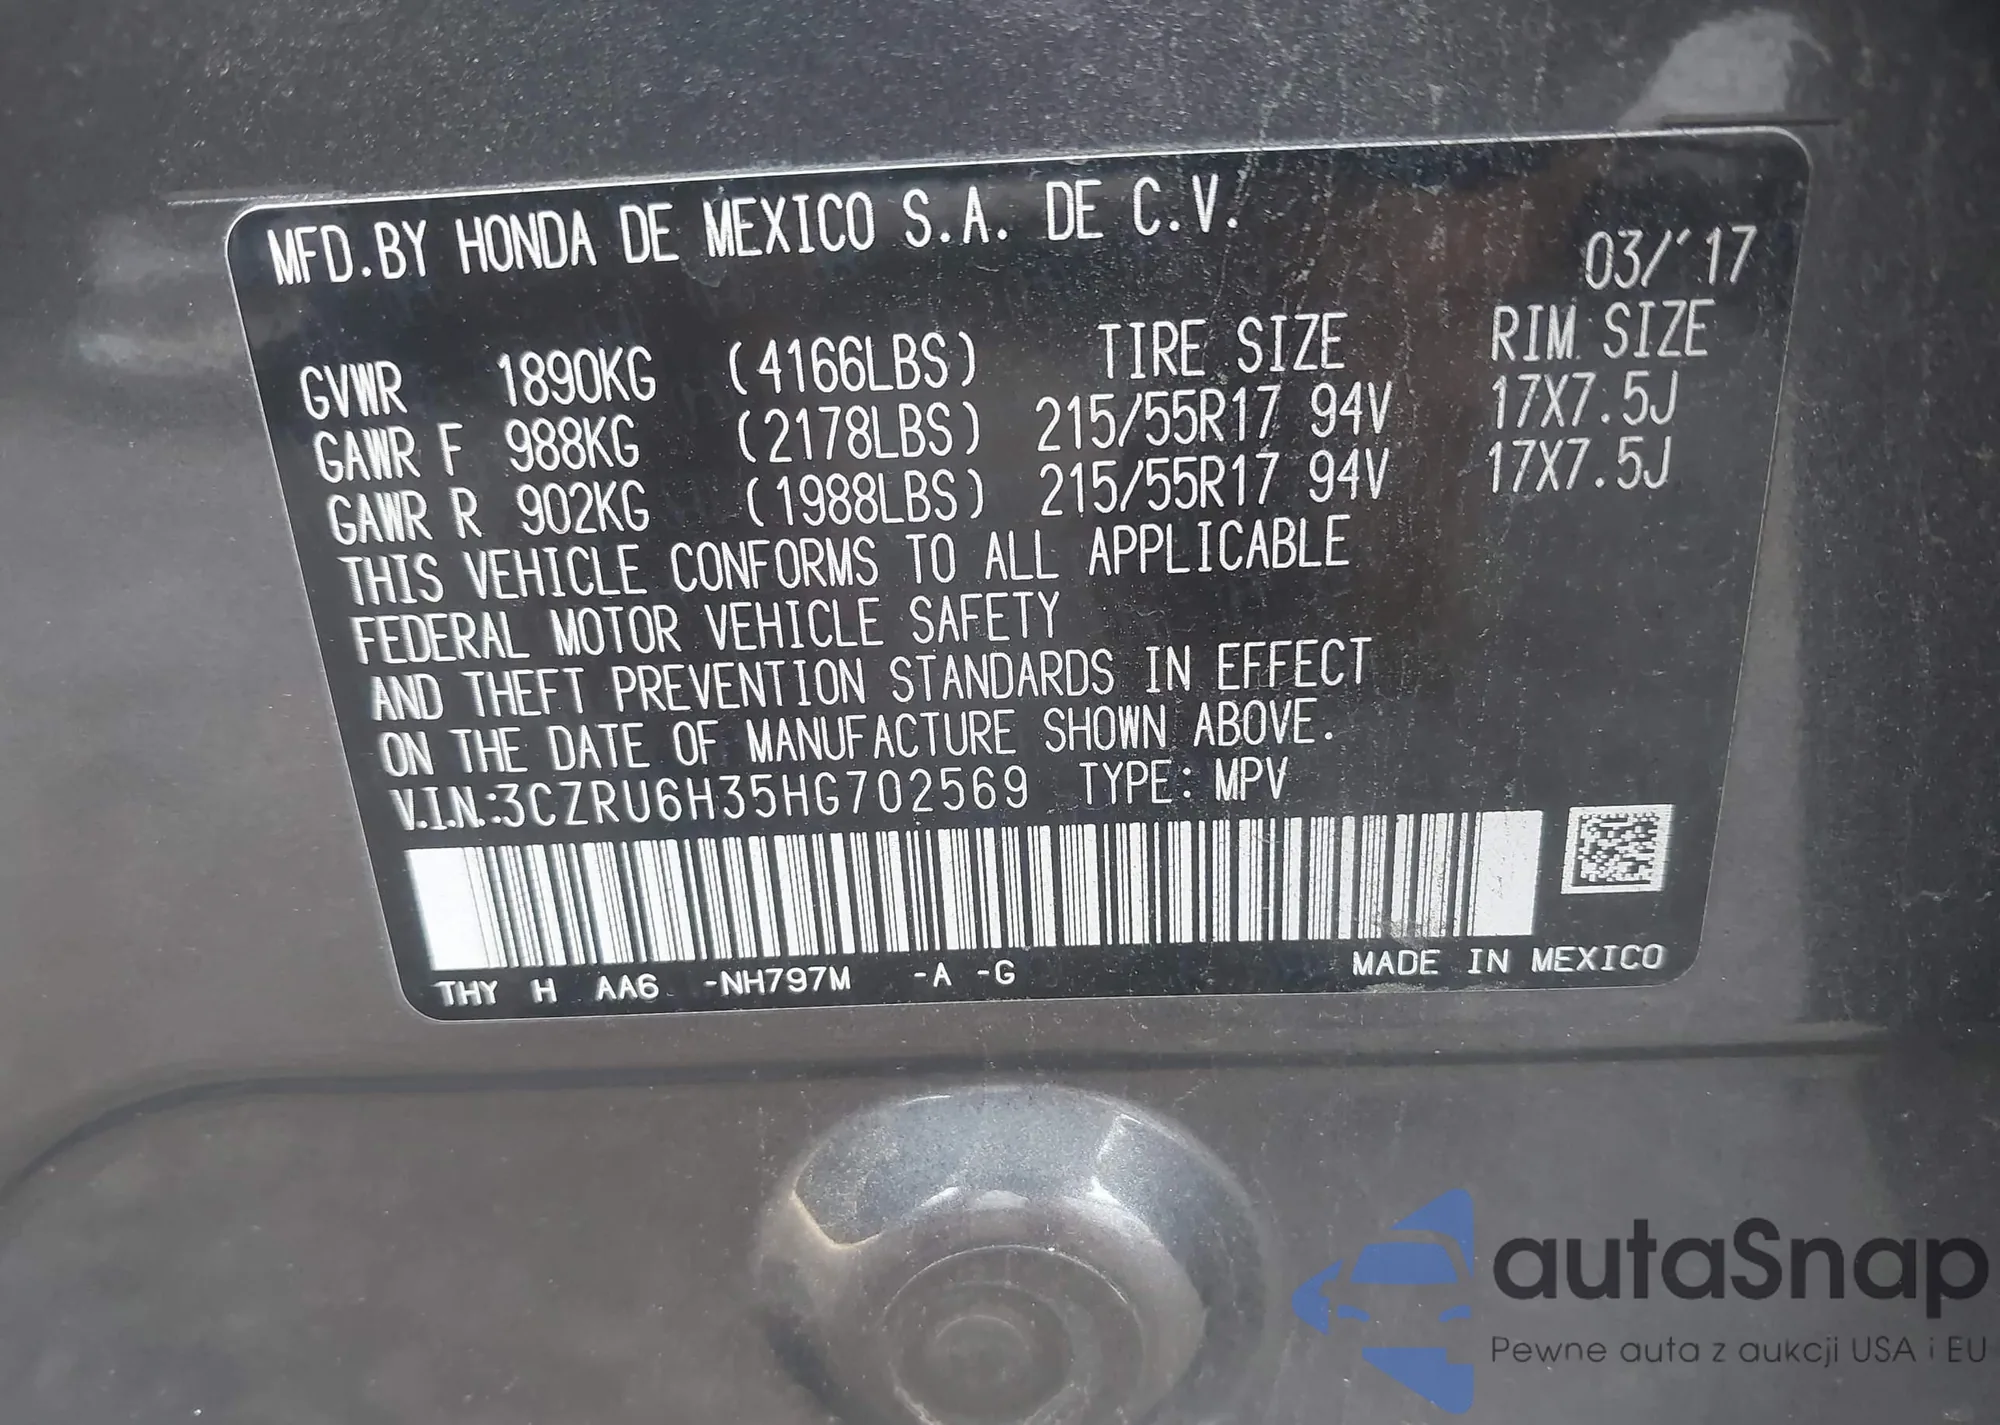 MFD.BY HONDA DE MEXICO S.A. DE C.V.
03/'17
GVWR 1890KG (4166LBS) TIRE SIZE RIM SIZE
GAWR F 988KG (2178LBS) 215/55R17 94V 17X7.5J
GAWR R 902KG (1988LBS) 215/55R17 94V 17X7.5J
THIS VEHICLE CONFORMS TO ALL APPLICABLE
FEDERAL MOTOR VEHICLE SAFETY
AND THEFT PREVENTION STANDARDS IN EFFECT
ON THE DATE OF MANUFACTURE SHOWN ABOVE.
V.I.N.:3CZRU6H35HG702569 TYPE: MPV
THY H AA6 -NH797M -A -G MADE IN MEXICO
autaSnap
Pewne auta z aukcji USA i EU